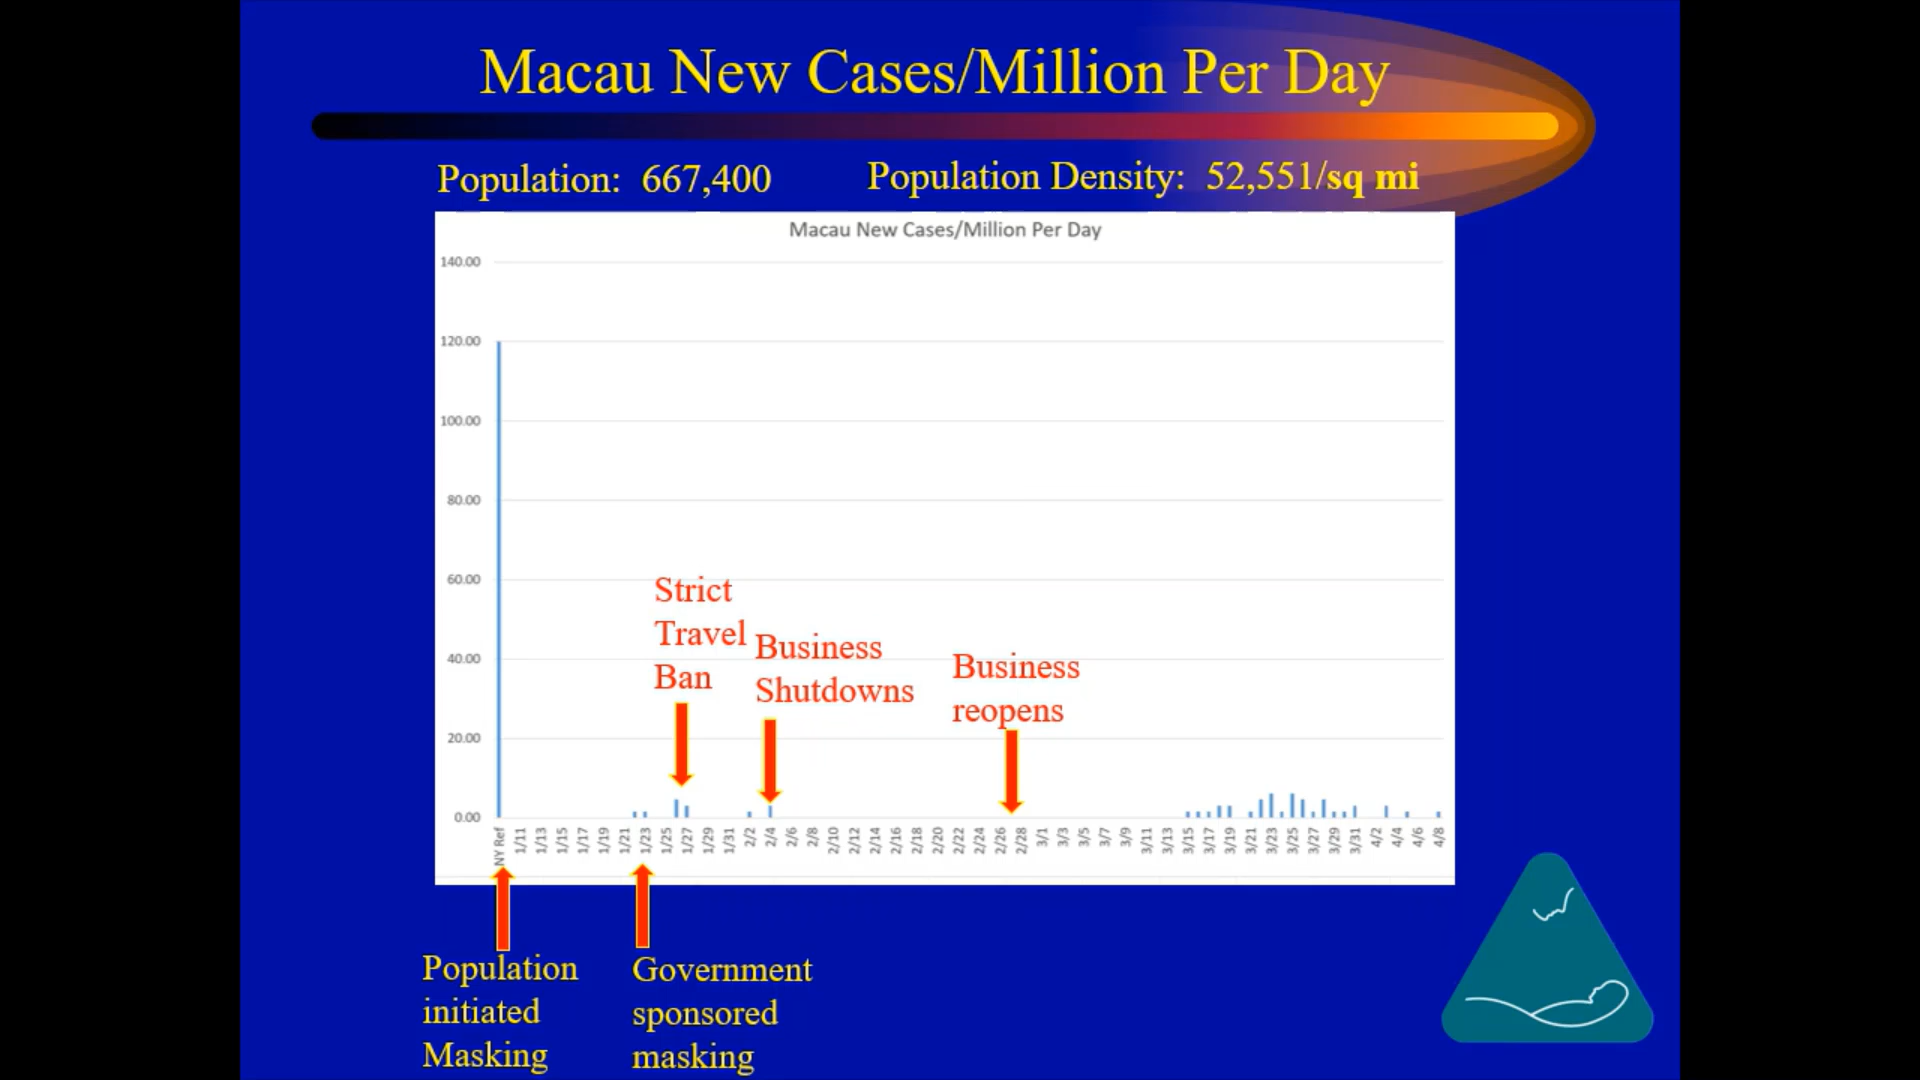 Macau New Cases/Million Per Day
Population: 667,400 Population Density: 52,551/sq mi
Macau New Cases/Million Per Day
140.00
120.00
100.00
80.00
60.00
40.00
20.00
0.00
Strict
Travel
Ban
Business
Shutdowns
Business
reopens
NY Ref 1/11 1/13 1/15 1/17 1/19 1/21 1/23 1/25 1/27 1/29 1/31 2/2 2/4 2/6 2/8 2/10 2/12 2/14 2/16 2/18 2/20 2/22 2/24 2/26 2/28 3/1 3/3 3/5 3/7 3/9 3/11 3/13 3/15 3/17 3/19 3/21 3/23 3/25 3/27 3/29 3/31 4/2 4/4 4/6 4/8
Population
initiated
Masking
Government
sponsored
masking